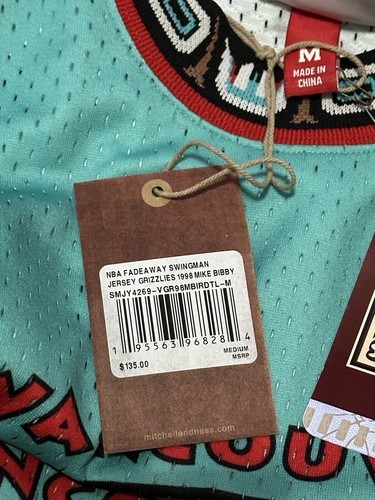 M
MADE IN
CHINA
NBA FADEAWAY SWINGMAN
JERSEY GRIZZLIES 1998 MIKE BIBBY
SMJY4269-VGR98MBIRDTL-M
1 95563 96828 4
MEDIUM
$135.00
MSRP
mitchellandness.com